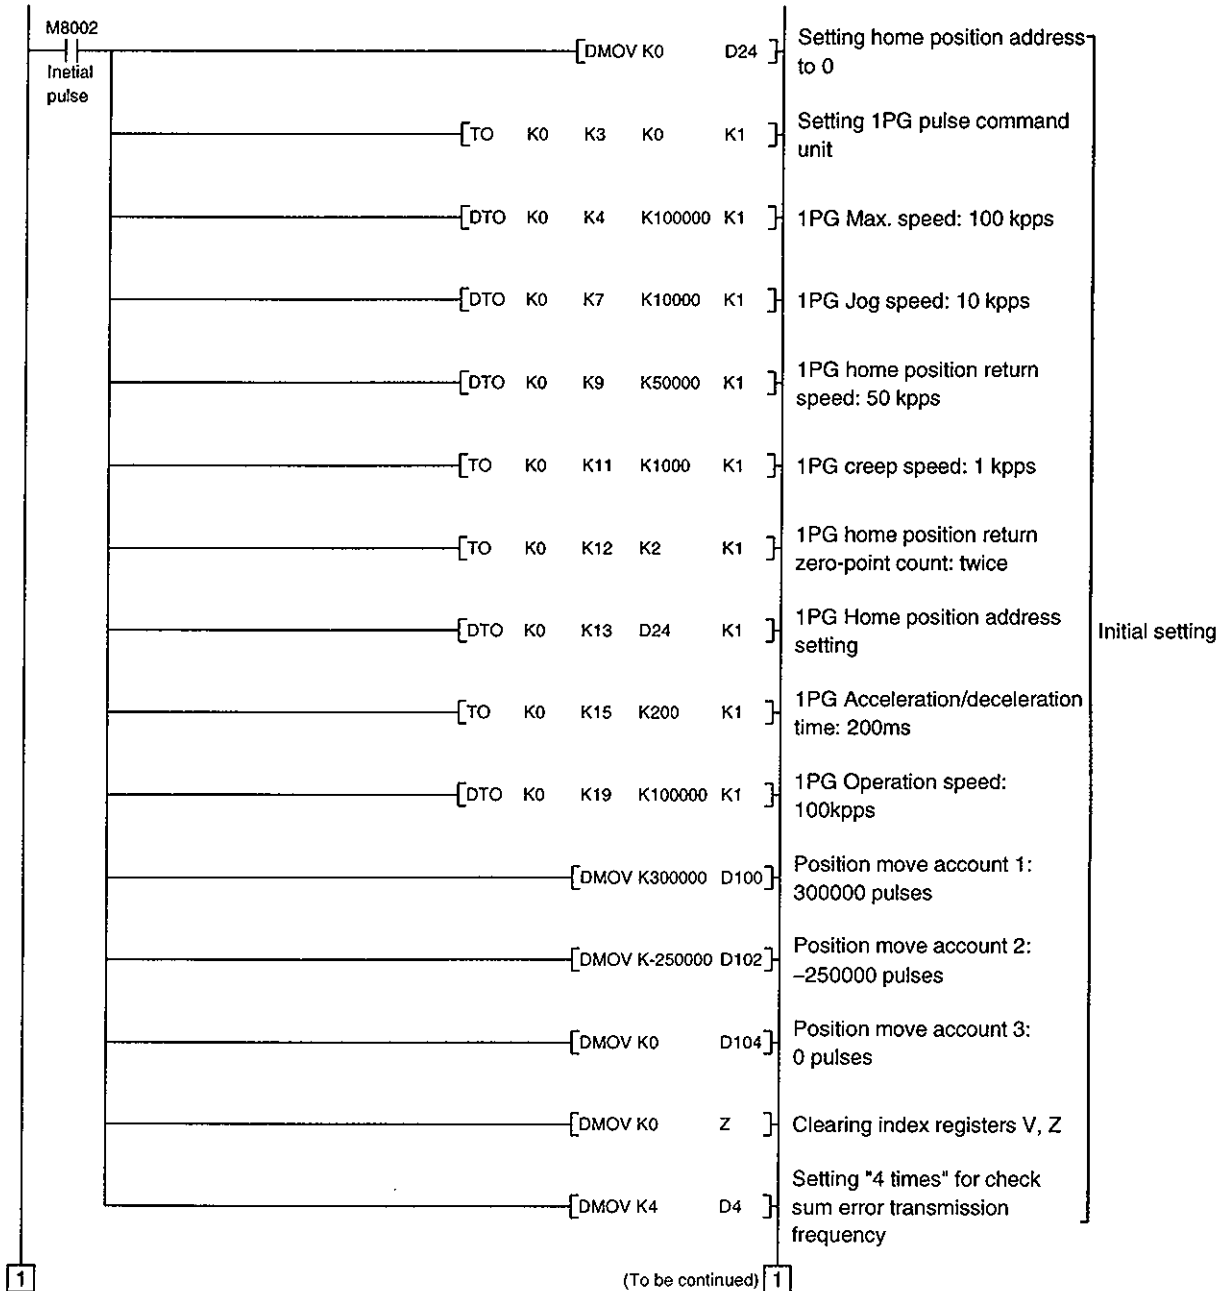 M8002
Inetial
pulse
[DMOV K0 D24]
Setting home position address
to 0
[TO K0 K3 K0 K1]
Setting 1PG pulse command
unit
[DTO K0 K4 K100000 K1]
1PG Max. speed: 100 kpps
[DTO K0 K7 K10000 K1]
1PG Jog speed: 10 kpps
[DTO K0 K9 K50000 K1]
1PG home position return
speed: 50 kpps
[TO K0 K11 K1000 K1]
1PG creep speed: 1 kpps
[TO K0 K12 K2 K1]
1PG home position return
zero-point count: twice
[DTO K0 K13 D24 K1]
1PG Home position address
setting
Initial setting
[TO K0 K15 K200 K1]
1PG Acceleration/deceleration
time: 200ms
[DTO K0 K19 K100000 K1]
1PG Operation speed:
100kpps
[DMOV K300000 D100]
Position move account 1:
300000 pulses
[DMOV K-250000 D102]
Position move account 2:
–250000 pulses
[DMOV K0 D104]
Position move account 3:
0 pulses
[DMOV K0 Z]
Clearing index registers V, Z
[DMOV K4 D4]
Setting "4 times" for check
sum error transmission
frequency
1
(To be continued) 1